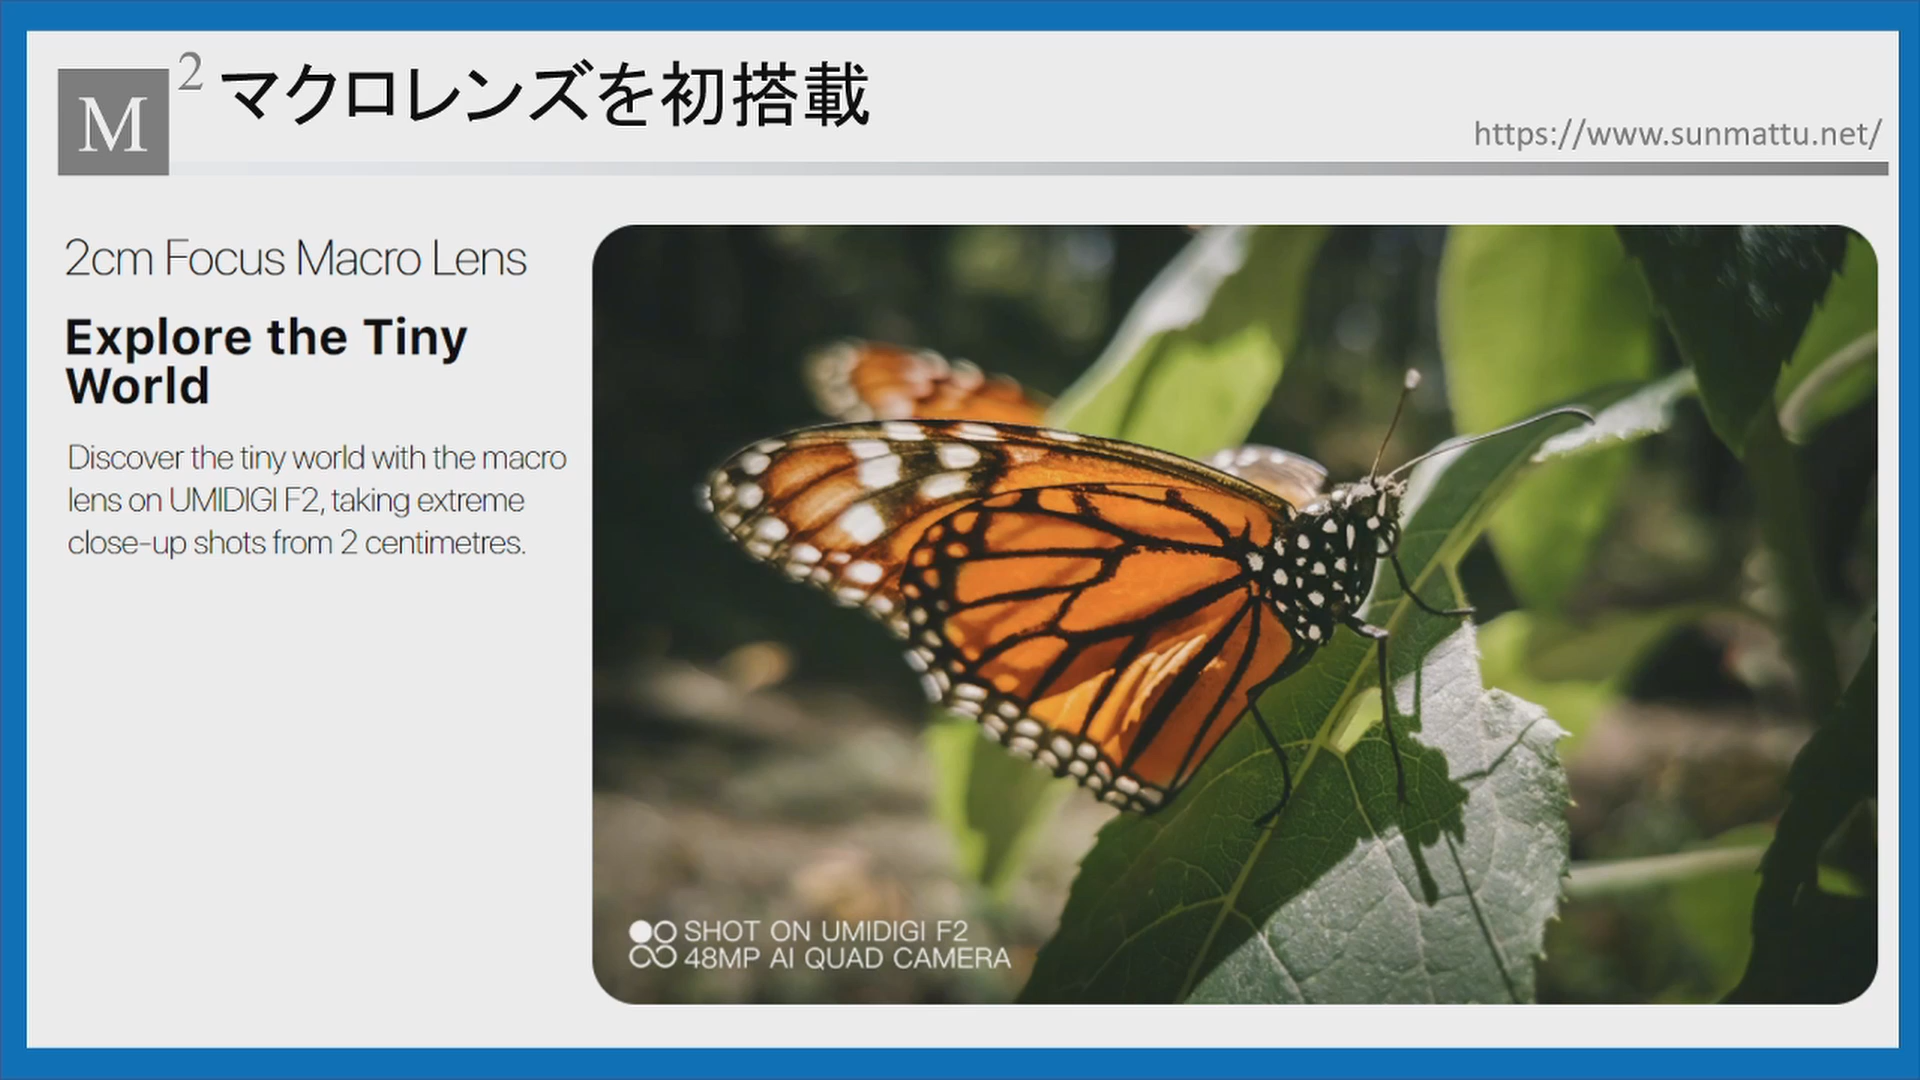 M2 マクロレンズを初搭載
https://www.sunmattu.net/
2cm Focus Macro Lens
Explore the Tiny
World
Discover the tiny world with the macro
lens on UMIDIGI F2, taking extreme
close-up shots from 2 centimetres.
SHOT ON UMIDIGI F2
48MP AI QUAD CAMERA